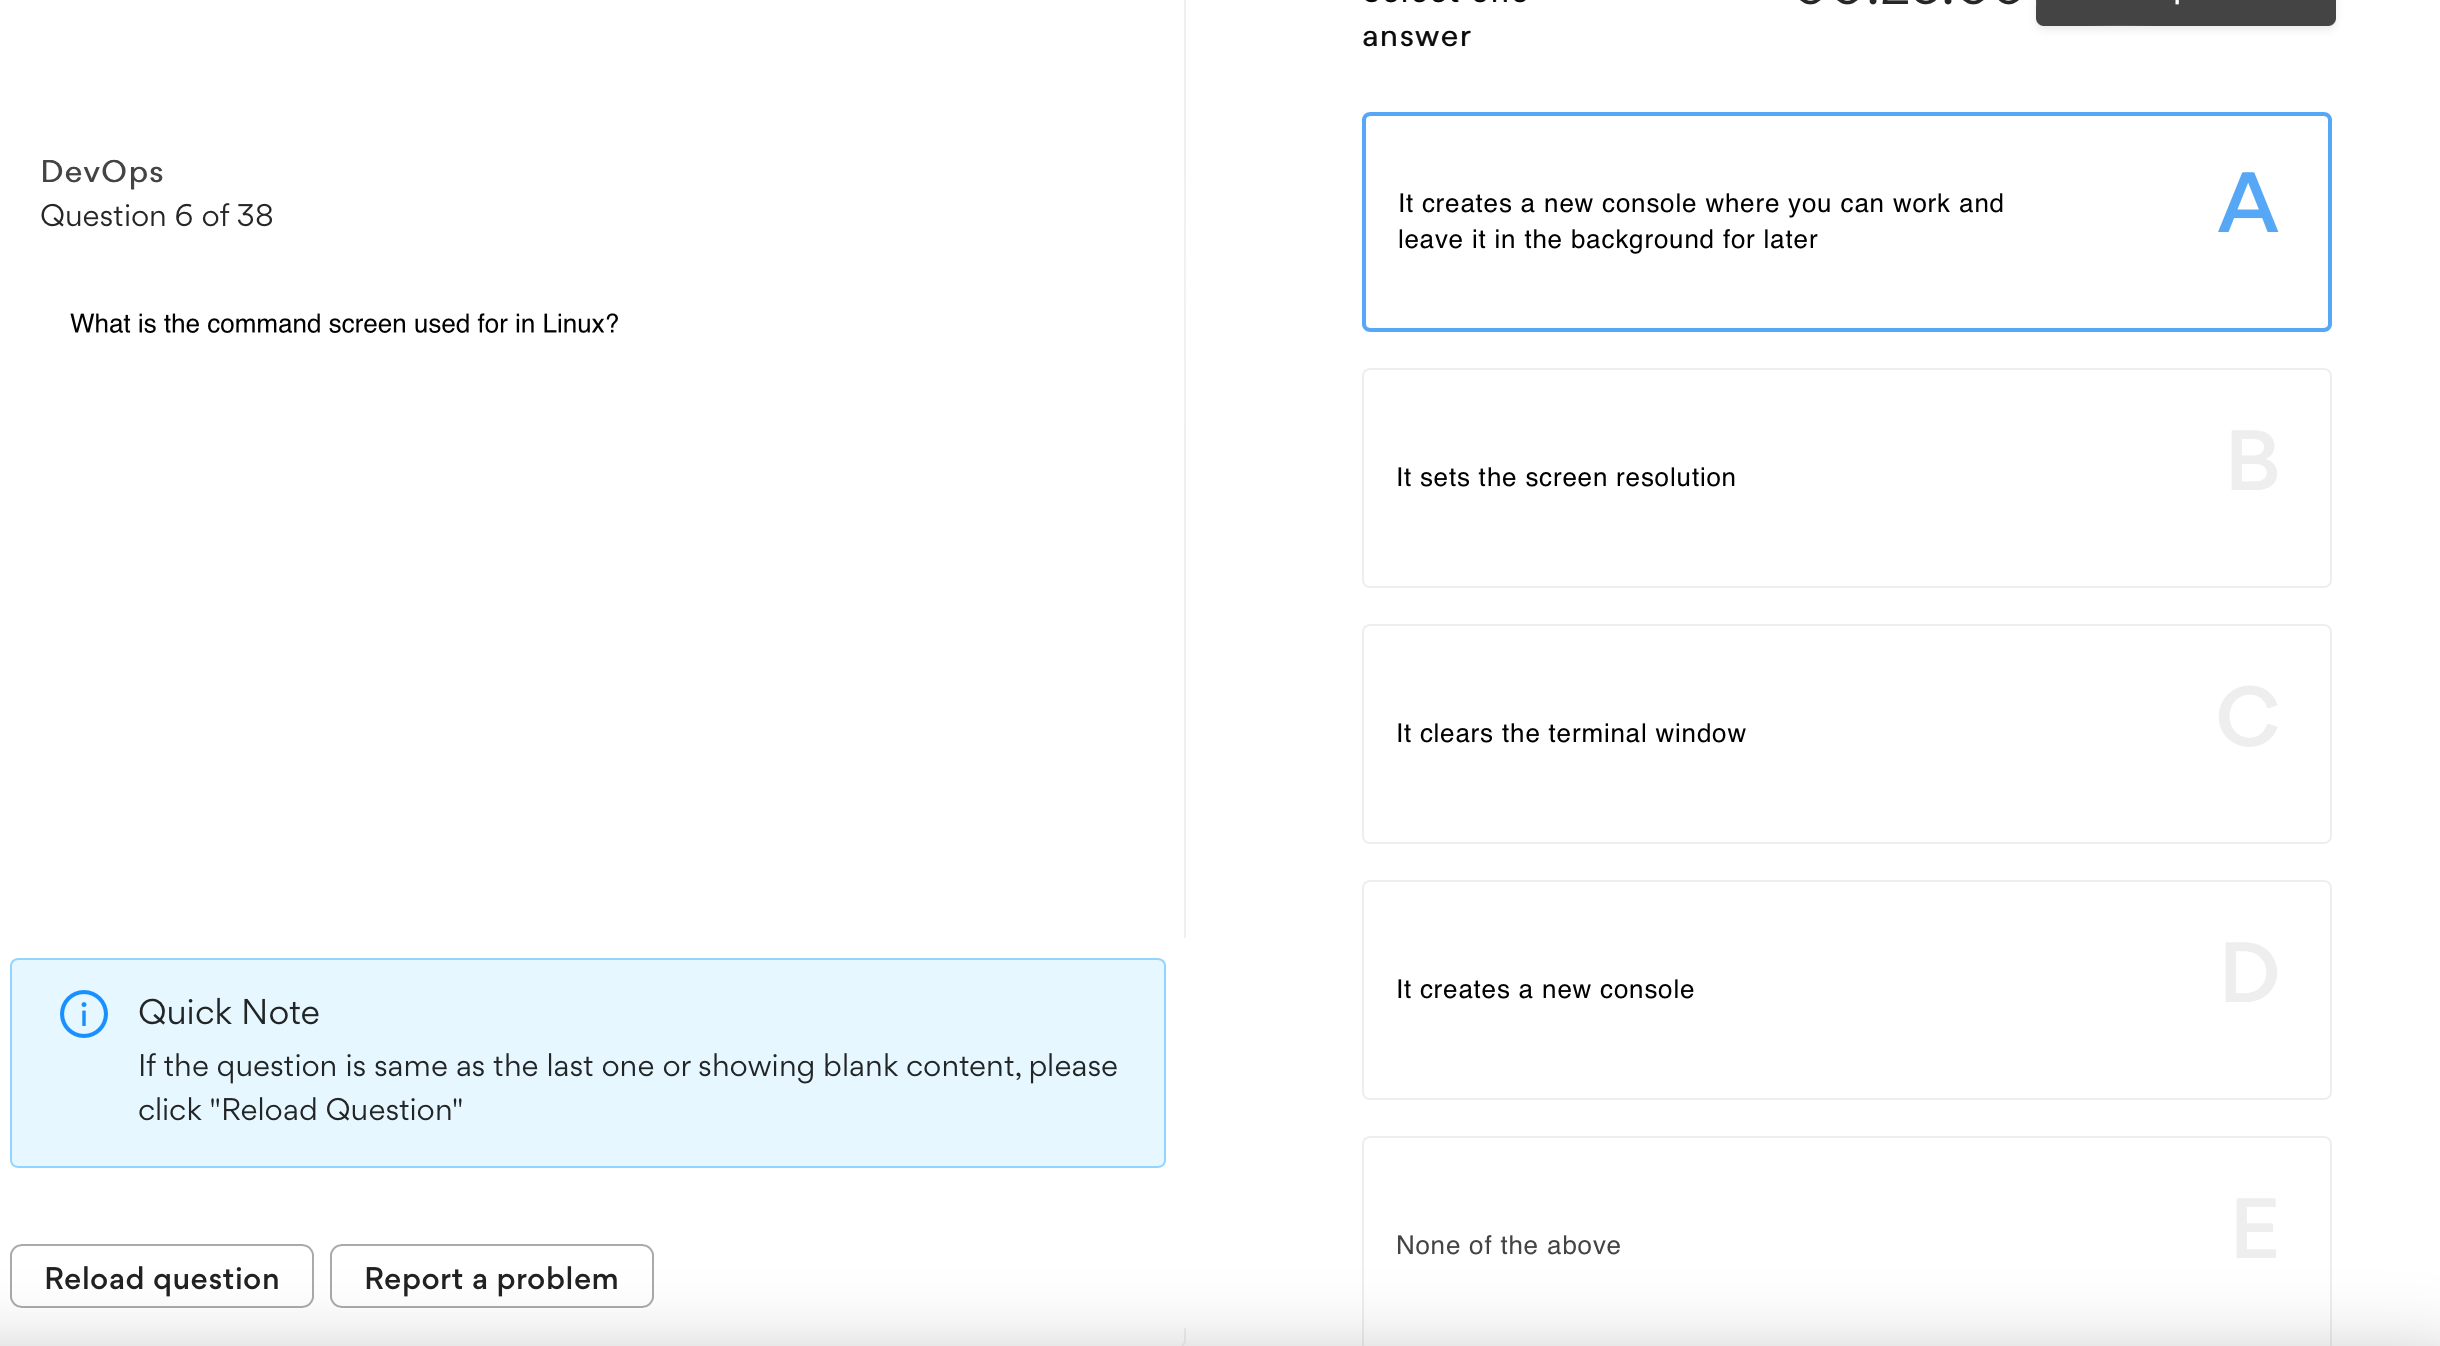 answer
DevOps
Question 6 of 38
What is the command screen used for in Linux?
It creates a new console where you can work and
leave it in the background for later
A
It sets the screen resolution
B
It clears the terminal window
C
It creates a new console
D
None of the above
E
Quick Note
If the question is same as the last one or showing blank content, please
click "Reload Question"
Reload question
Report a problem